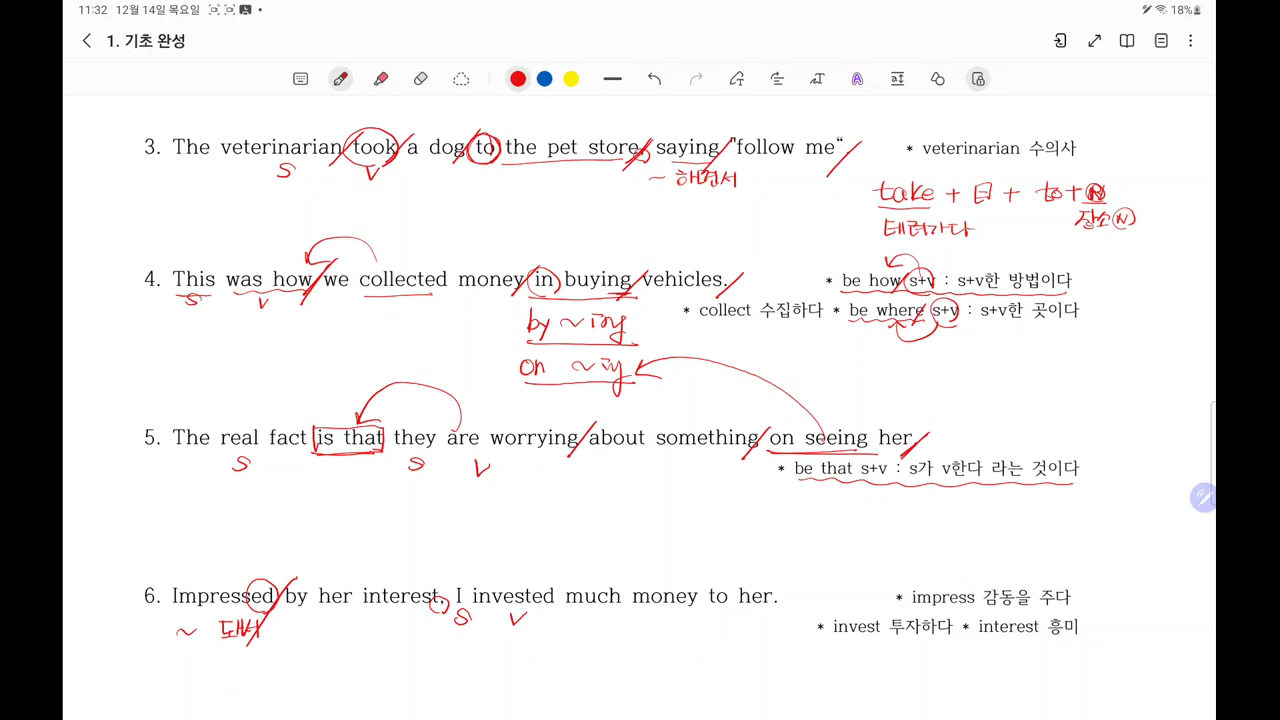 11:32 12월 14일 목요일
18%
1. 기초 완성
3. The veterinarian took a dog to the pet store, saying "follow me". * veterinarian 수의사
S V ~ 해면서
take + 목 + to + N
데려가다 장소 N
4. This was how we collected money in buying vehicles. * be how s+v : s+v한 방법이다
S V
* collect 수집하다 * be where s+v : s+v한 곳이다
by ~ing
on ~ing
5. The real fact is that they are worrying about something on seeing her.
S S V
* be that s+v : s가 v한다 라는 것이다
6. Impressed by her interest, I invested much money to her. * impress 감동을 주다
~ 돼서 S V
* invest 투자하다 * interest 흥미